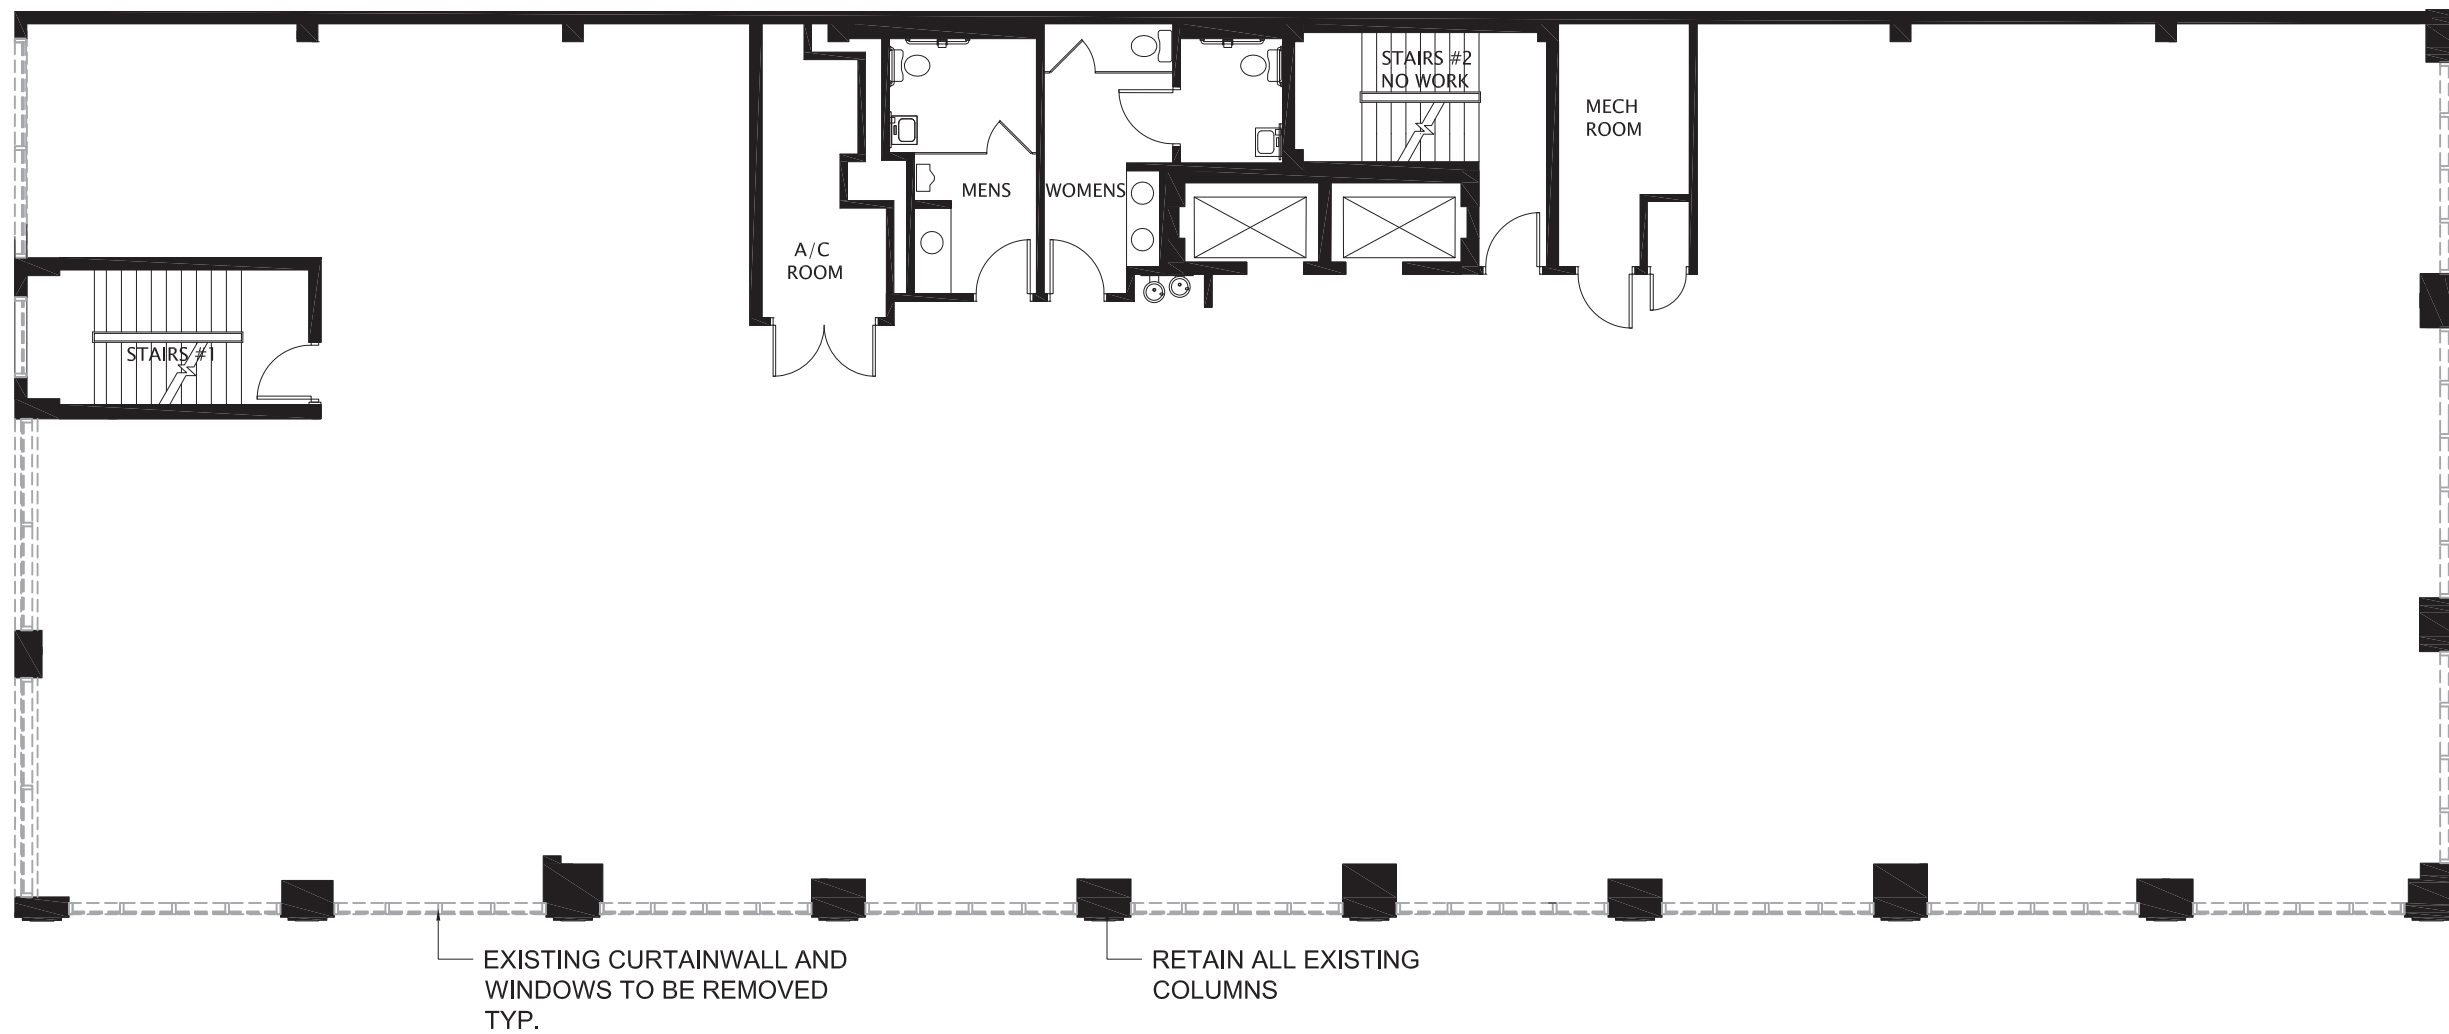 STAIRS #2
NO WORK
MECH
ROOM
MENS
WOMENS
A/C
ROOM
STAIRS #1
EXISTING CURTAINWALL AND
WINDOWS TO BE REMOVED
TYP.
RETAIN ALL EXISTING
COLUMNS